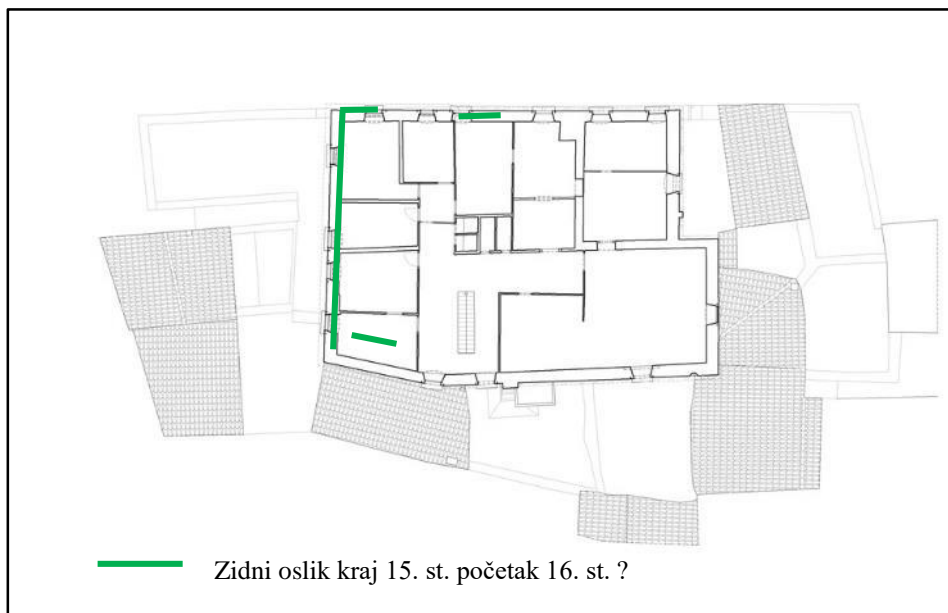 Zidni oslik kraj 15. st. početak 16. st. ?